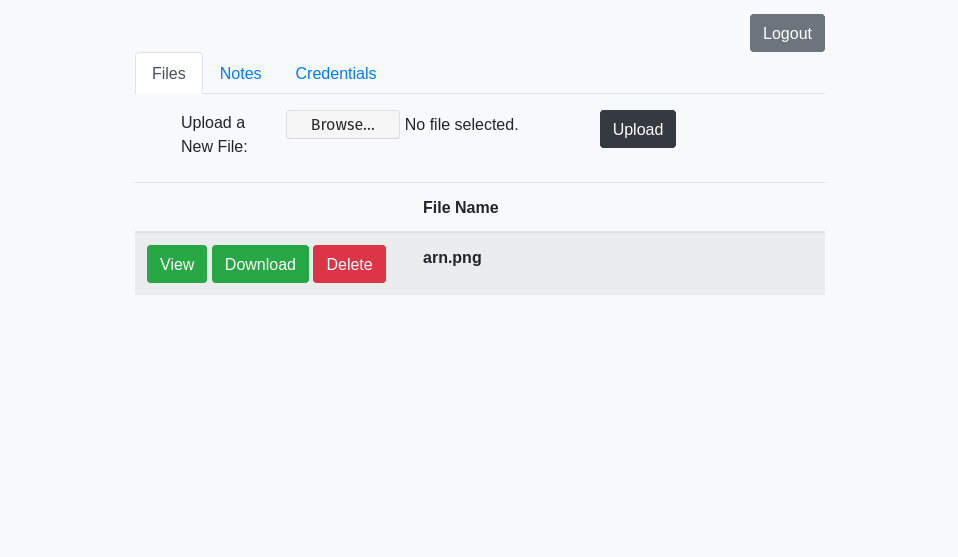 Logout
Files Notes Credentials
Upload a
New File:
Browse... No file selected.
Upload
File Name
View Download Delete arn.png